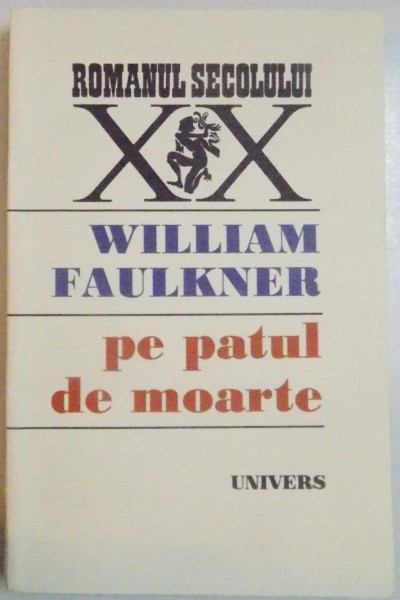 ROMANUL SECOLULUI
XX
WILLIAM
FAULKNER
pe patul
de moarte
UNIVERS